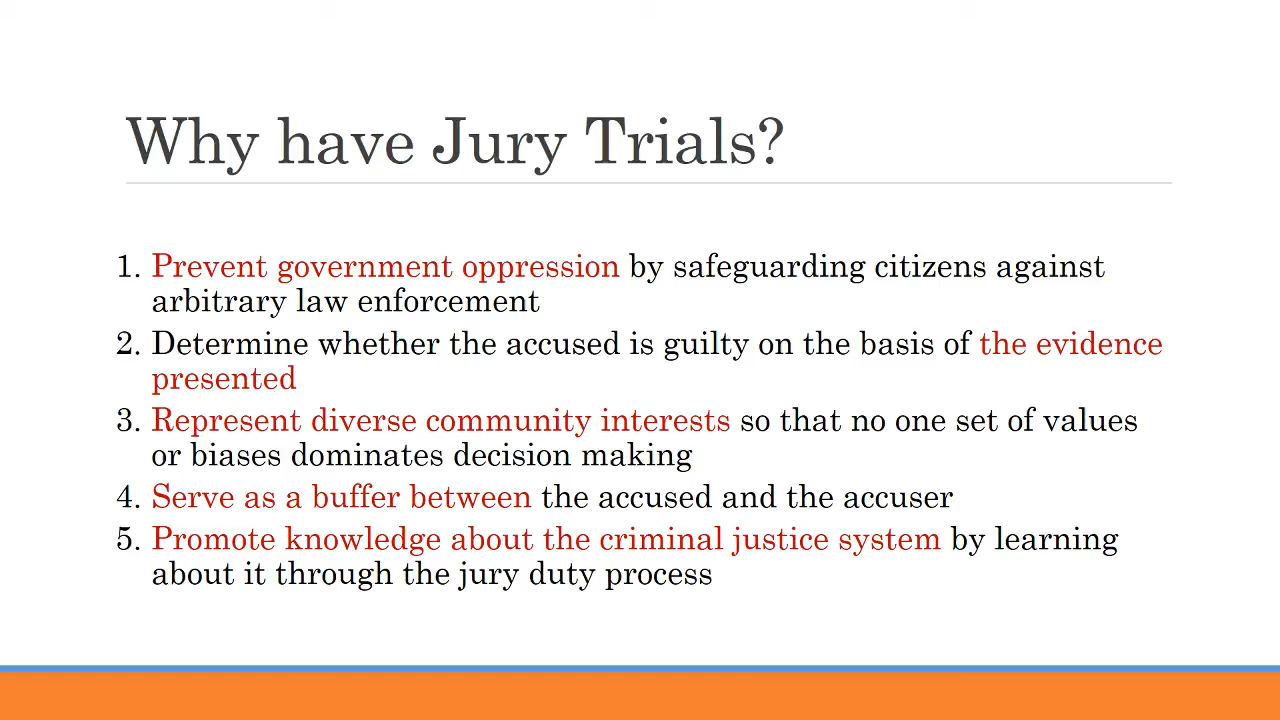 Why have Jury Trials?
1. Prevent government oppression by safeguarding citizens against
arbitrary law enforcement
2. Determine whether the accused is guilty on the basis of the evidence
presented
3. Represent diverse community interests so that no one set of values
or biases dominates decision making
4. Serve as a buffer between the accused and the accuser
5. Promote knowledge about the criminal justice system by learning
about it through the jury duty process